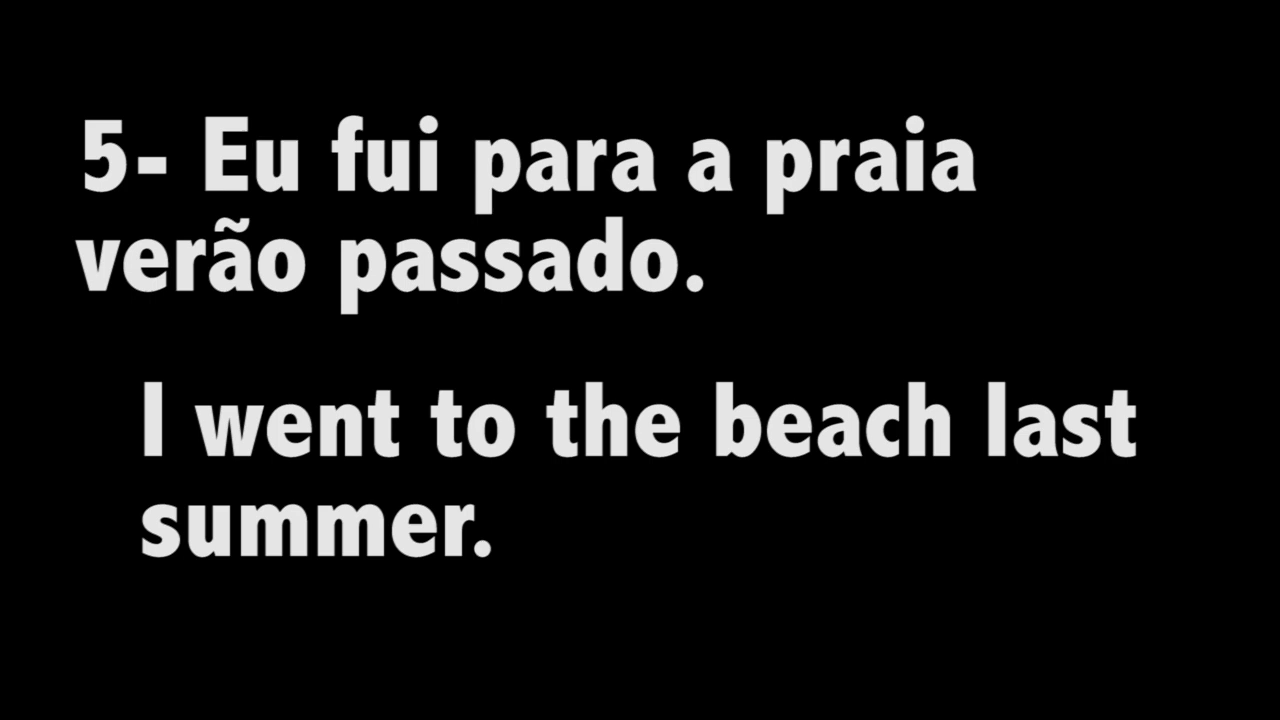 5- Eu fui para a praia
verão passado.
I went to the beach last
summer.